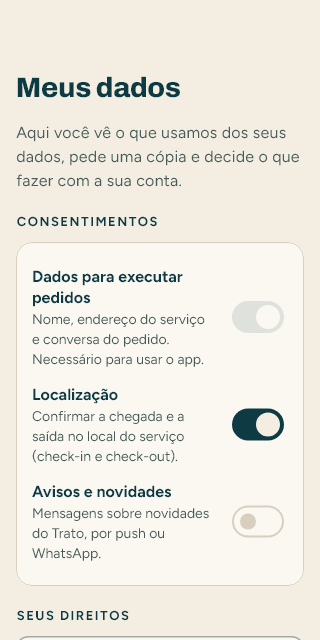 Meus dados
Aqui você vê o que usamos dos seus
dados, pede uma cópia e decide o que
fazer com a sua conta.
CONSENTIMENTOS
Dados para executar
pedidos
Nome, endereço do serviço
e conversa do pedido.
Necessário para usar o app.
Localização
Confirmar a chegada e a
saída no local do serviço
(check-in e check-out).
Avisos e novidades
Mensagens sobre novidades
do Trato, por push ou
WhatsApp.
SEUS DIREITOS